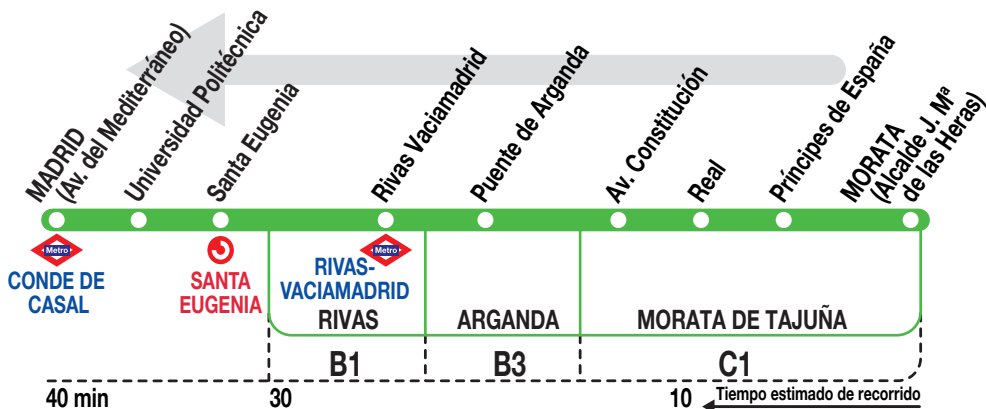 MADRID
(Av. del Mediterráneo)
Universidad Politécnica
Santa Eugenia
Rivas Vaciamadrid
Puente de Arganda
Av. Constitución
Real
Príncipes de España
MORATA
(Alcalde J. Mª
de las Heras)
Metro
CONDE DE
CASAL
SANTA
EUGENIA
Metro
RIVAS-
VACIAMADRID
RIVAS
ARGANDA
MORATA DE TAJUÑA
B1
B3
C1
40 min
30
10
Tiempo estimado de recorrido